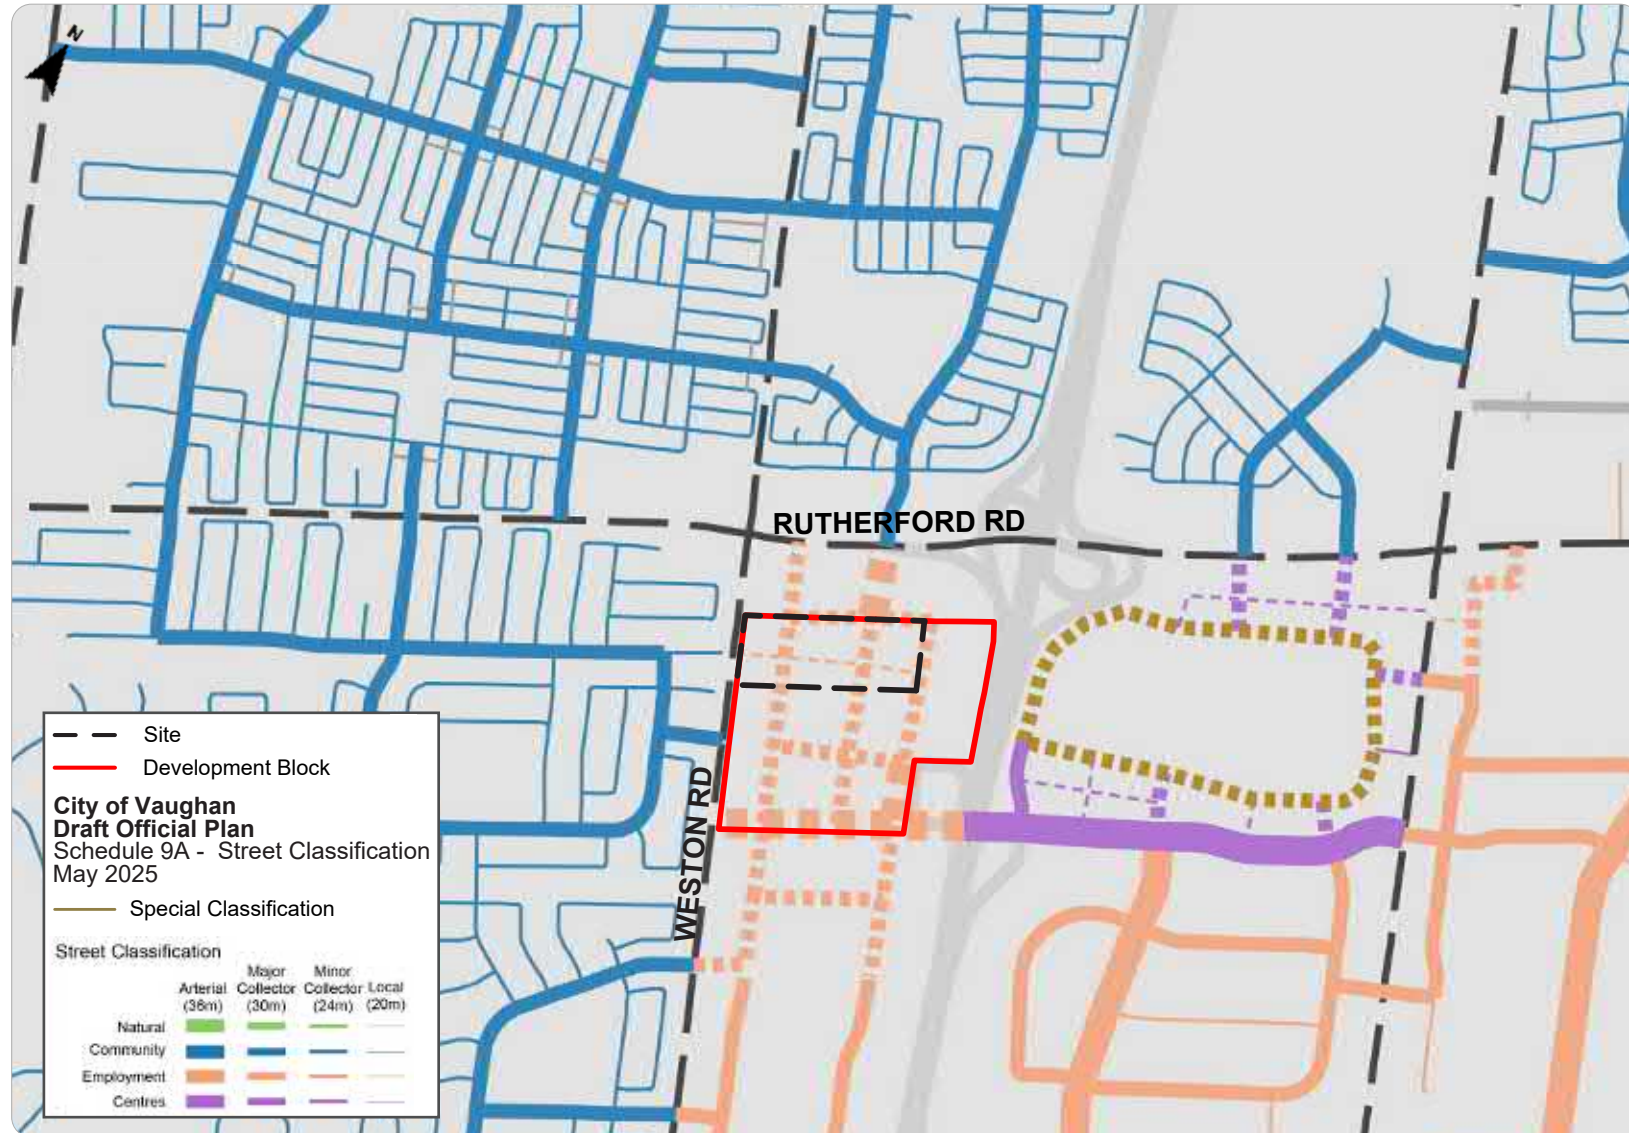 N
RUTHERFORD RD
WESTON RD
Site
Development Block
City of Vaughan
Draft Official Plan
Schedule 9A - Street Classification
May 2025
Special Classification
Street Classification
Arterial (36m) Major Collector (30m) Minor Collector (24m) Local (20m)
Natural
Community
Employment
Centres